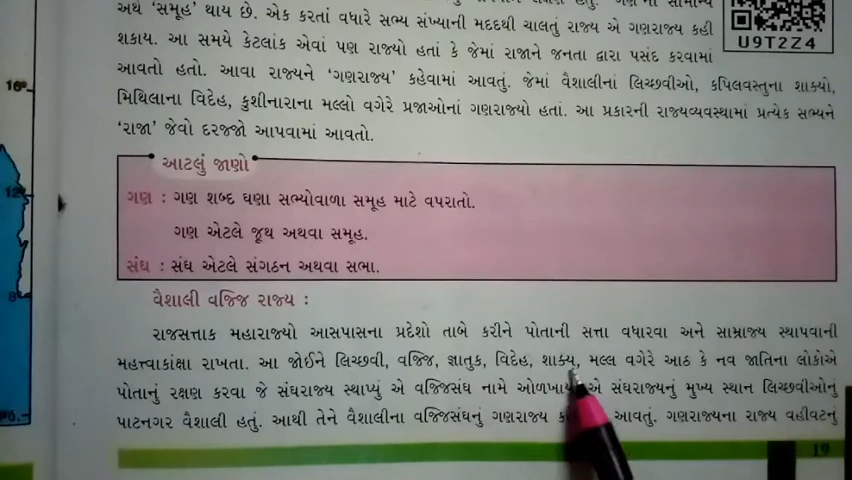 અર્થ ‘સમૂહ’ થાય છે. એક કરતાં વધારે સભ્ય સંખ્યાની મદદથી ચાલતું રાજ્ય એ ગણરાજ્ય કહી
શકાય. આ સમયે કેટલાંક એવાં પણ રાજ્યો હતાં કે જેમાં રાજાને જનતા દ્વારા પસંદ કરવામાં
U9T2Z4
આવતો હતો. આવા રાજ્યને ‘ગણરાજ્ય’ કહેવામાં આવતું. જેમાં વૈશાલીનાં લિચ્છવીઓ, કપિલવસ્તુના શાક્યો,
મિથિલાના વિદેહ, કુશીનારાના મલ્લો વગેરે પ્રજાઓનાં ગણરાજ્યો હતાં. આ પ્રકારની રાજ્યવ્યવસ્થામાં પ્રત્યેક સભ્યને
‘રાજા’ જેવો દરજ્જો આપવામાં આવતો.
આટલું જાણો
ગણ : ગણ શબ્દ ઘણા સભ્યોવાળા સમૂહ માટે વપરાતો.
ગણ એટલે જૂથ અથવા સમૂહ.
સંઘ : સંઘ એટલે સંગઠન અથવા સભા.
વૈશાલી વજ્જિ રાજ્ય :
રાજસત્તાક મહારાજ્યો આસપાસના પ્રદેશો તાબે કરીને પોતાની સત્તા વધારવા અને સામ્રાજ્ય સ્થાપવાની
મહત્ત્વાકાંક્ષા રાખતા. આ જોઈને લિચ્છવી, વજ્જિ, જ્ઞાતુક, વિદેહ, શાક્ય, મલ્લ વગેરે આઠ કે નવ જાતિના લોકોએ
પોતાનું રક્ષણ કરવા જે સંઘરાજ્ય સ્થાપ્યું એ વજ્જિસંઘ નામે એ સંઘરાજ્યનું મુખ્ય સ્થાન લિચ્છવીઓનું
પાટનગર વૈશાલી હતું. આથી તેને વૈશાલીના વજ્જિસંઘનું ગણરાજ્ય આવતું. ગણરાજ્યના રાજ્ય વહીવટનું
19
16°
12°
8°